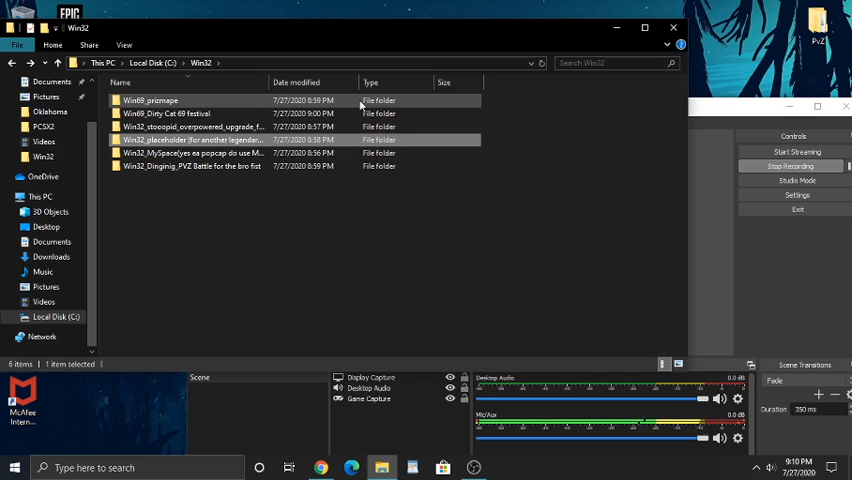 EPIC
PvZ
Win32
File Home Share View
This PC Local Disk (C:) Win32
Search Win32
Documents
Pictures
Oklahoma
PCSX2
Videos
Win32
OneDrive
This PC
3D Objects
Desktop
Documents
Downloads
Music
Pictures
Videos
Local Disk (C:)
Network
Name Date modified Type Size
Win69_prizmape 7/27/2020 8:59 PM File folder
Win69_Dirty Cat 69 festival 7/27/2020 9:00 PM File folder
Win32_stooopid_overpowered_upgrade_f... 7/27/2020 8:57 PM File folder
Win32_placeholder (for another legendar... 7/27/2020 8:58 PM File folder
Win32_MySpace(yes ea popcap do use M... 7/27/2020 8:56 PM File folder
Win32_Dinginig_PVZ Battle for the bro fist 7/27/2020 8:59 PM File folder
6 items 1 item selected
Controls
Start Streaming
Stop Recording
Studio Mode
Settings
Exit
Scene Transitions
Fade
Duration 350 ms
Scene
Display Capture
Desktop Audio
Game Capture
Desktop Audio 0.0 dB
Mic/Aux 0.0 dB
McAfee
Intern...
Type here to search
9:10 PM
7/27/2020